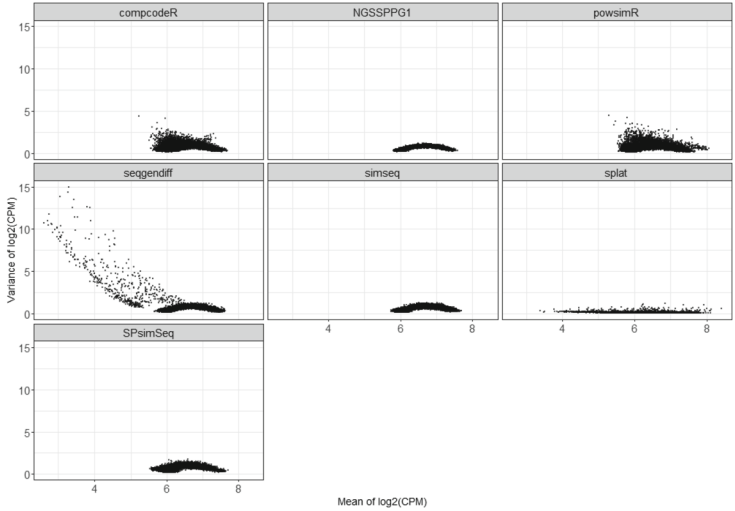 compcodeR NGSSPPG1 powsimR
15
10
5
0
seqgendiff simseq splat
15
10
5
0
4 6 8 4 6 8
SPsimSeq
15
10
5
0
4 6 8
Variance of log2(CPM)
Mean of log2(CPM)